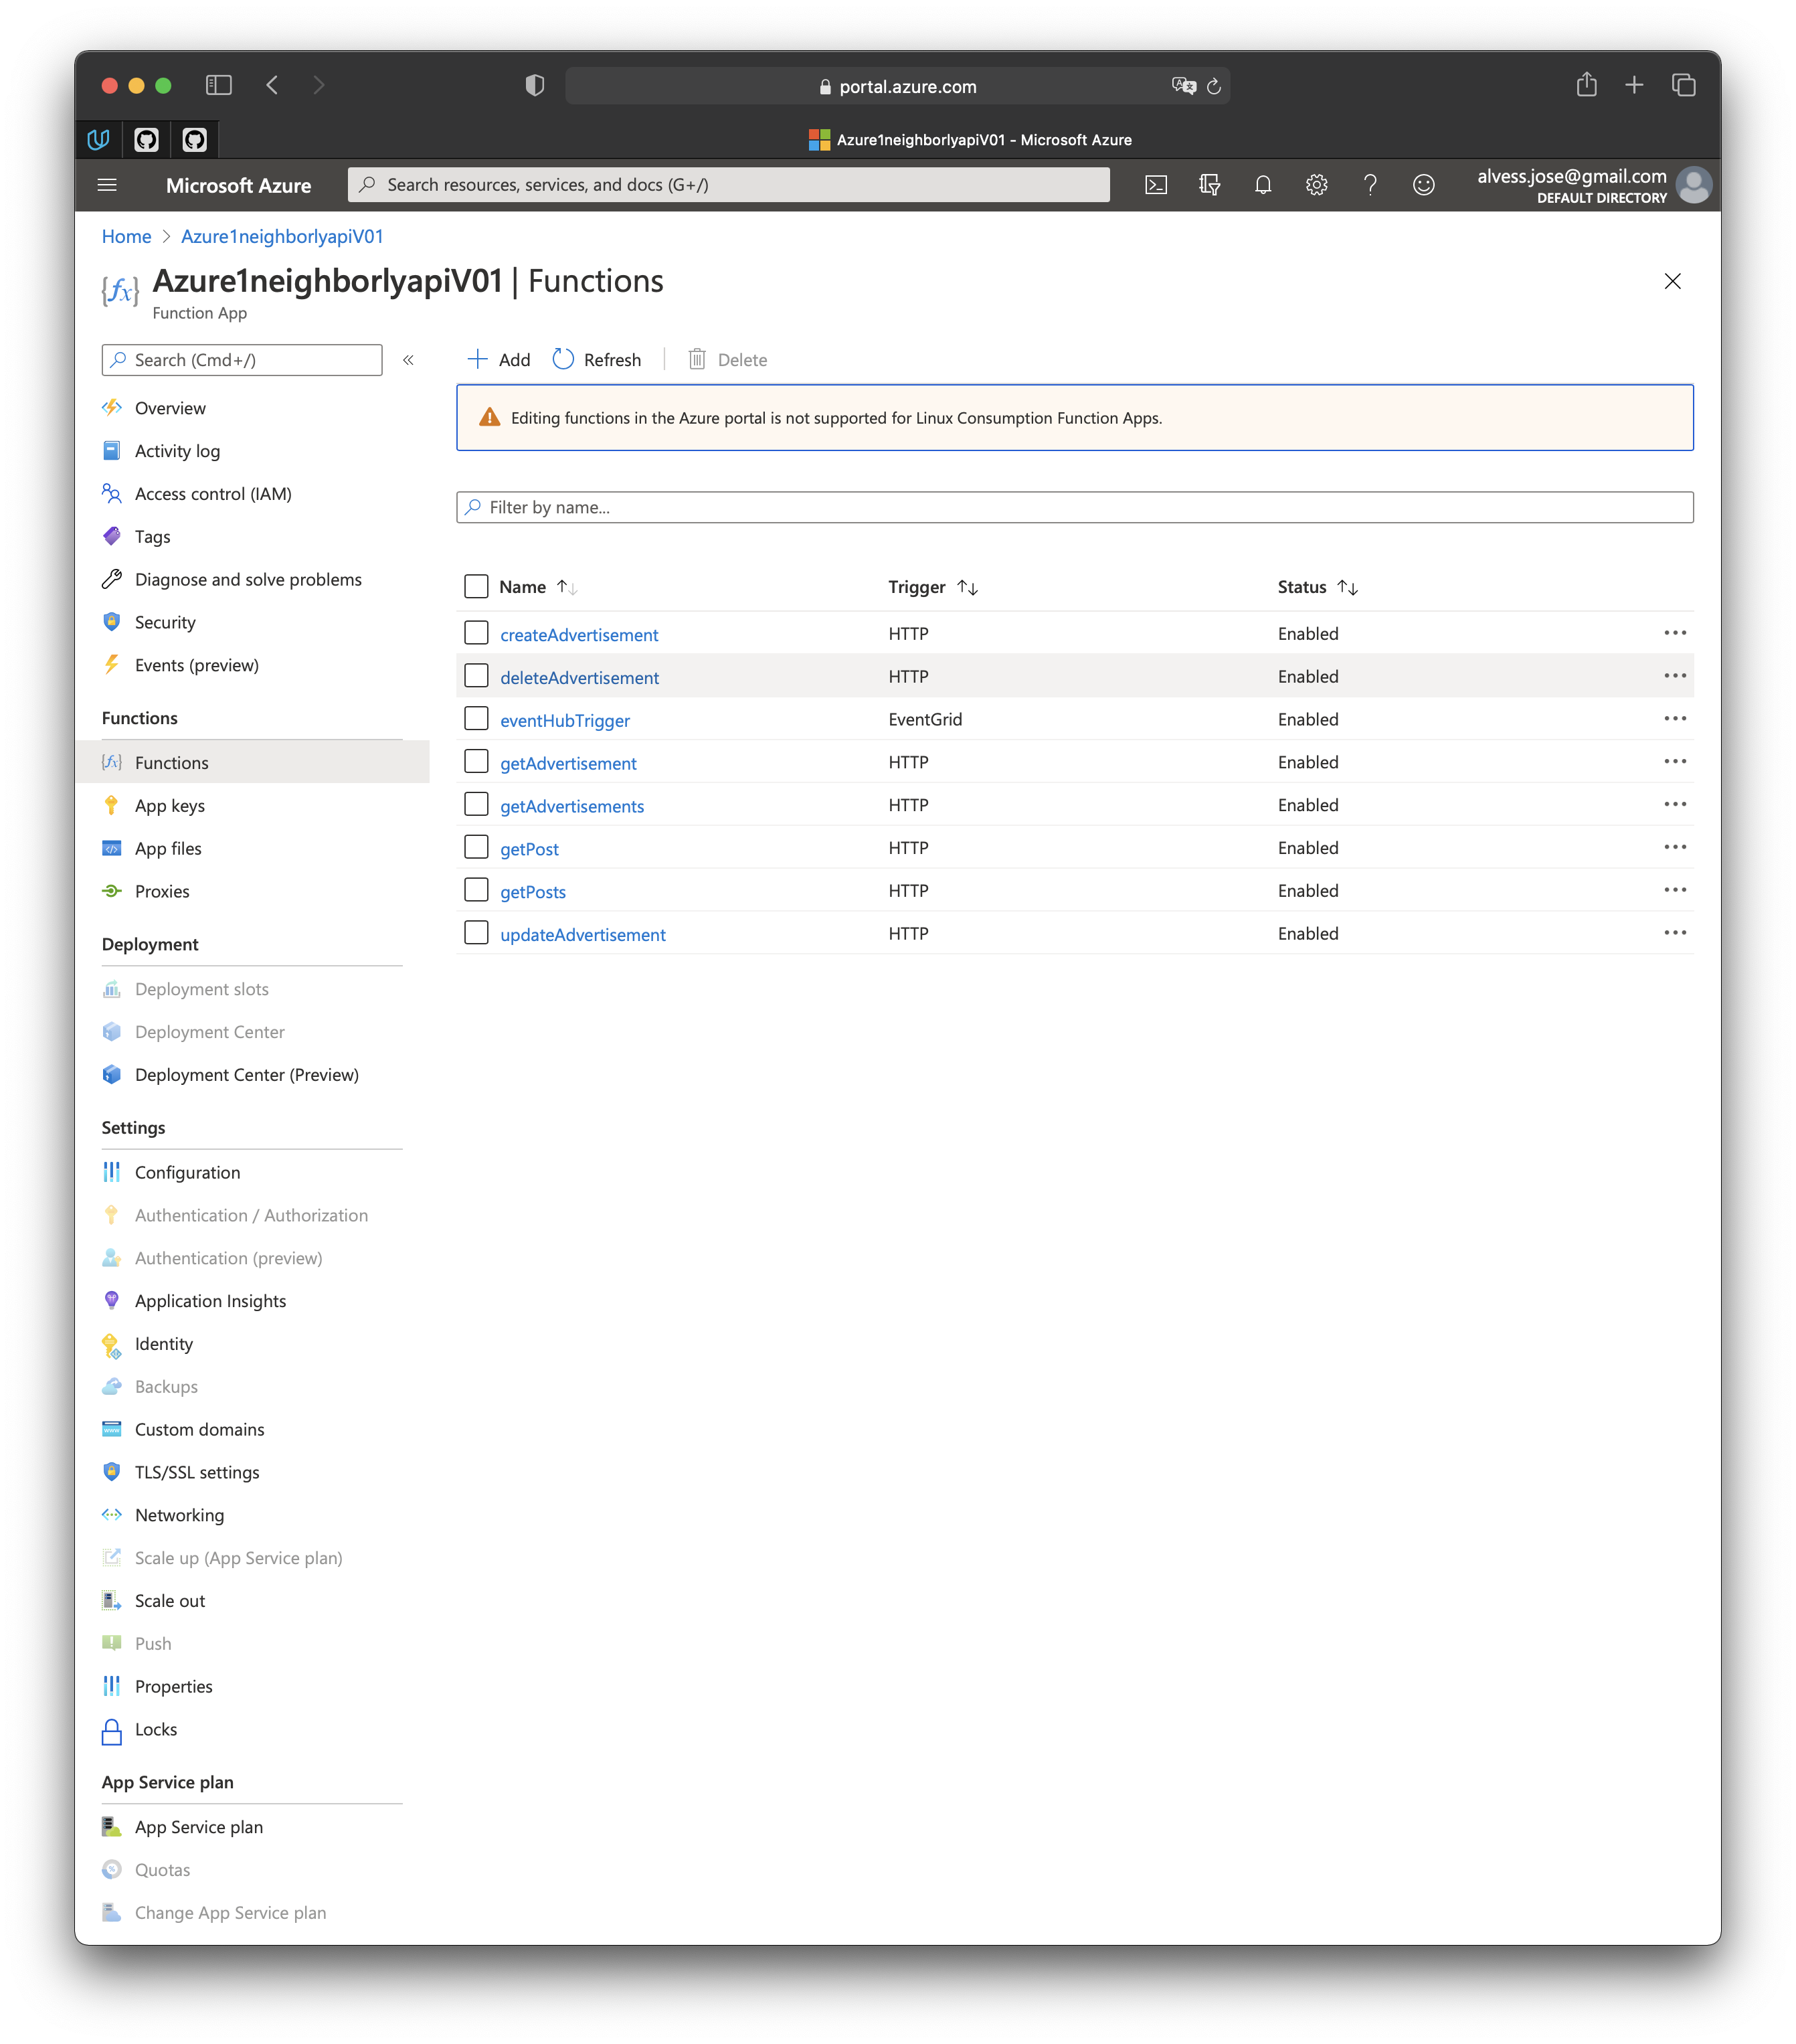 portal.azure.com
Azure1neighborlyapiV01 - Microsoft Azure
Microsoft Azure
Search resources, services, and docs (G+/)
alvess.jose@gmail.com
DEFAULT DIRECTORY
Home > Azure1neighborlyapiV01
Azure1neighborlyapiV01 | Functions
Function App
Search (Cmd+/)
Overview
Activity log
Access control (IAM)
Tags
Diagnose and solve problems
Security
Events (preview)
Functions
Functions
App keys
App files
Proxies
Deployment
Deployment slots
Deployment Center
Deployment Center (Preview)
Settings
Configuration
Authentication / Authorization
Authentication (preview)
Application Insights
Identity
Backups
Custom domains
TLS/SSL settings
Networking
Scale up (App Service plan)
Scale out
Push
Properties
Locks
App Service plan
App Service plan
Quotas
Change App Service plan
Add Refresh Delete
Editing functions in the Azure portal is not supported for Linux Consumption Function Apps.
Filter by name...
Name Trigger Status
createAdvertisement HTTP Enabled
deleteAdvertisement HTTP Enabled
eventHubTrigger EventGrid Enabled
getAdvertisement HTTP Enabled
getAdvertisements HTTP Enabled
getPost HTTP Enabled
getPosts HTTP Enabled
updateAdvertisement HTTP Enabled